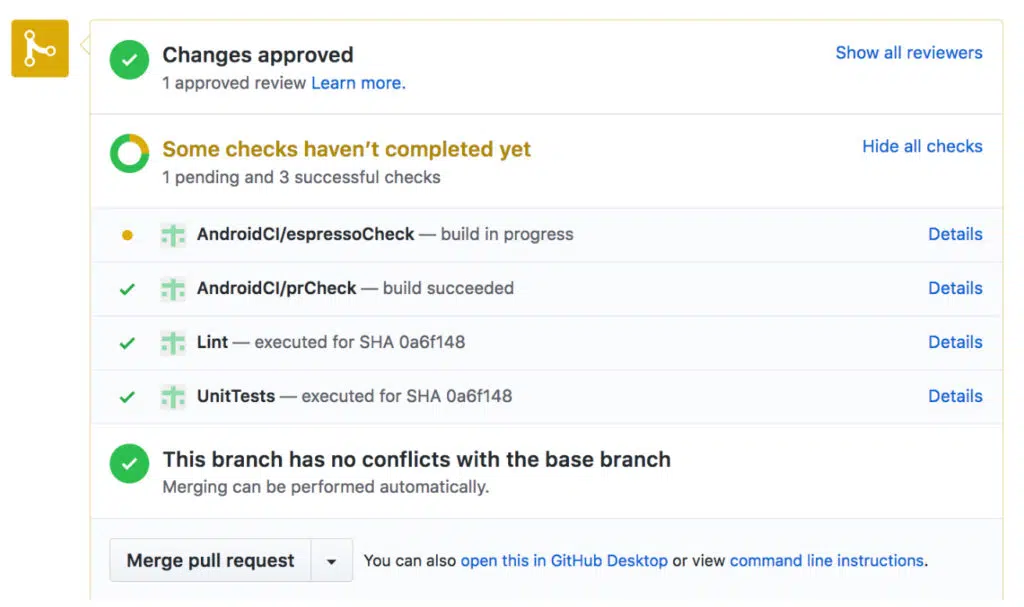 Changes approved
Show all reviewers
1 approved review Learn more.
Some checks haven’t completed yet
Hide all checks
1 pending and 3 successful checks
AndroidCI/espressoCheck — build in progress
Details
AndroidCI/prCheck — build succeeded
Details
Lint — executed for SHA 0a6f148
Details
UnitTests — executed for SHA 0a6f148
Details
This branch has no conflicts with the base branch
Merging can be performed automatically.
Merge pull request
You can also open this in GitHub Desktop or view command line instructions.